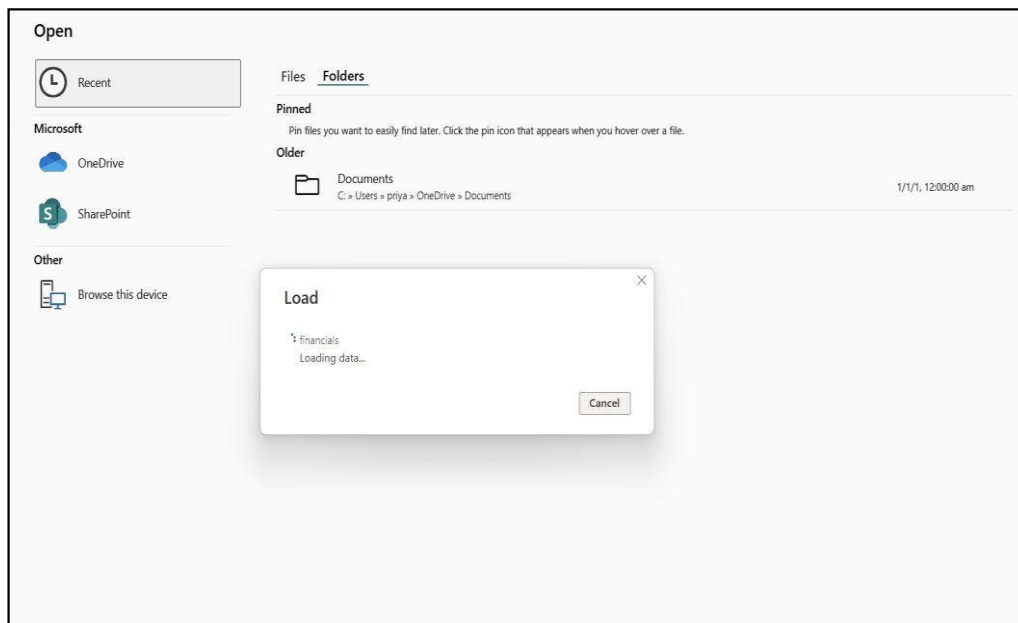 Open
Recent
Files Folders
Pinned
Pin files you want to easily find later. Click the pin icon that appears when you hover over a file.
Older
Documents
C: » Users » priya » OneDrive » Documents
1/1/1, 12:00:00 am
Microsoft
OneDrive
SharePoint
Other
Browse this device
Load
financials
Loading data...
Cancel